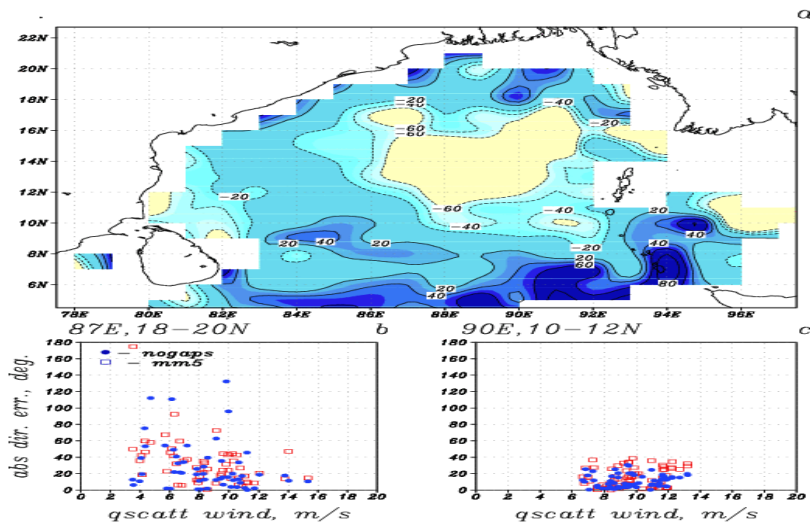 a
22N
20N
18N
16N
14N
12N
10N
8N
6N
-20
-40
-40
-20
-60
-60
-20
-60
-40
-40
20
20
40
20
-20
40
40
20
60
20
20
40
80
78E
80E
82E
84E
86E
88E
90E
92E
94E
96E
87E,18-20N
b
90E,10-12N
c
abs dir. err., deg.
180
160
140
120
100
80
60
40
20
0
- nogaps
- mm5
0 2 4 6 8 10 12 14 16 18 20
qscatt wind, m/s
180
160
140
120
100
80
60
40
20
0
0 2 4 6 8 10 12 14 16 18 20
qscatt wind, m/s